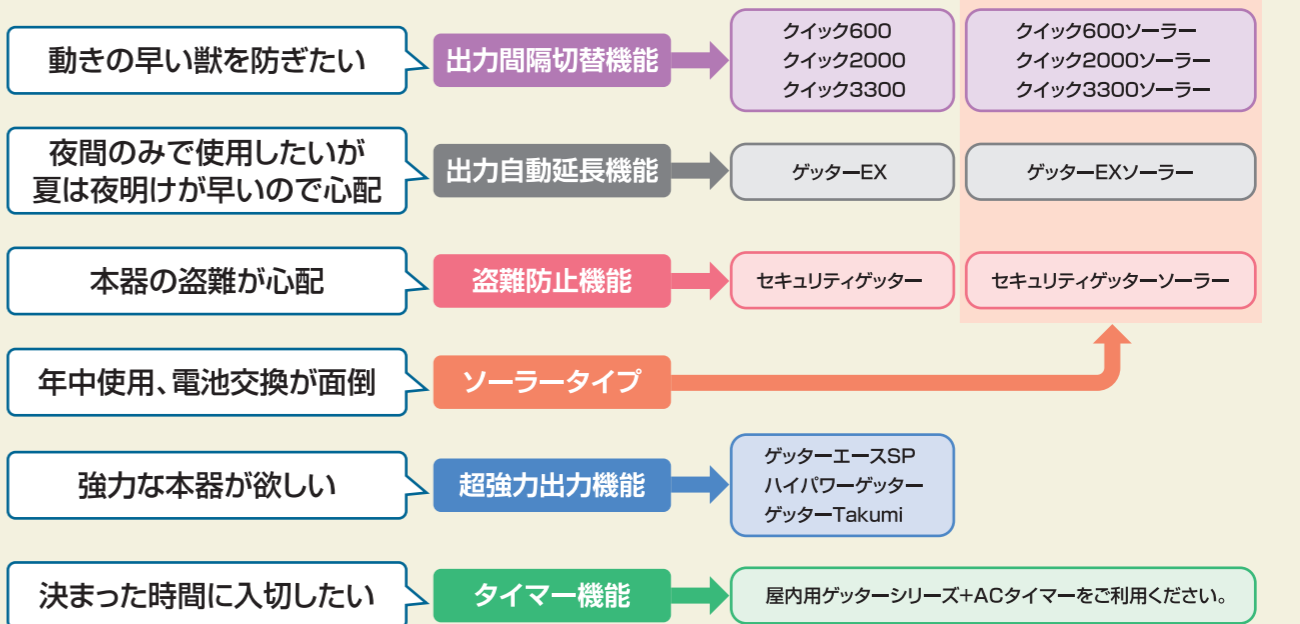 動きの早い獣を防ぎたい
出力間隔切替機能
クイック600
クイック2000
クイック3300
クイック600ソーラー
クイック2000ソーラー
クイック3300ソーラー
夜間のみで使用したいが
夏は夜明けが早いので心配
出力自動延長機能
ゲッターEX
ゲッターEXソーラー
本器の盗難が心配
盗難防止機能
セキュリティゲッター
セキュリティゲッターソーラー
年中使用、電池交換が面倒
ソーラータイプ
強力な本器が欲しい
超強力出力機能
ゲッターエースSP
ハイパワーゲッター
ゲッターTakumi
決まった時間に入切したい
タイマー機能
屋内用ゲッターシリーズ+ACタイマーをご利用ください。